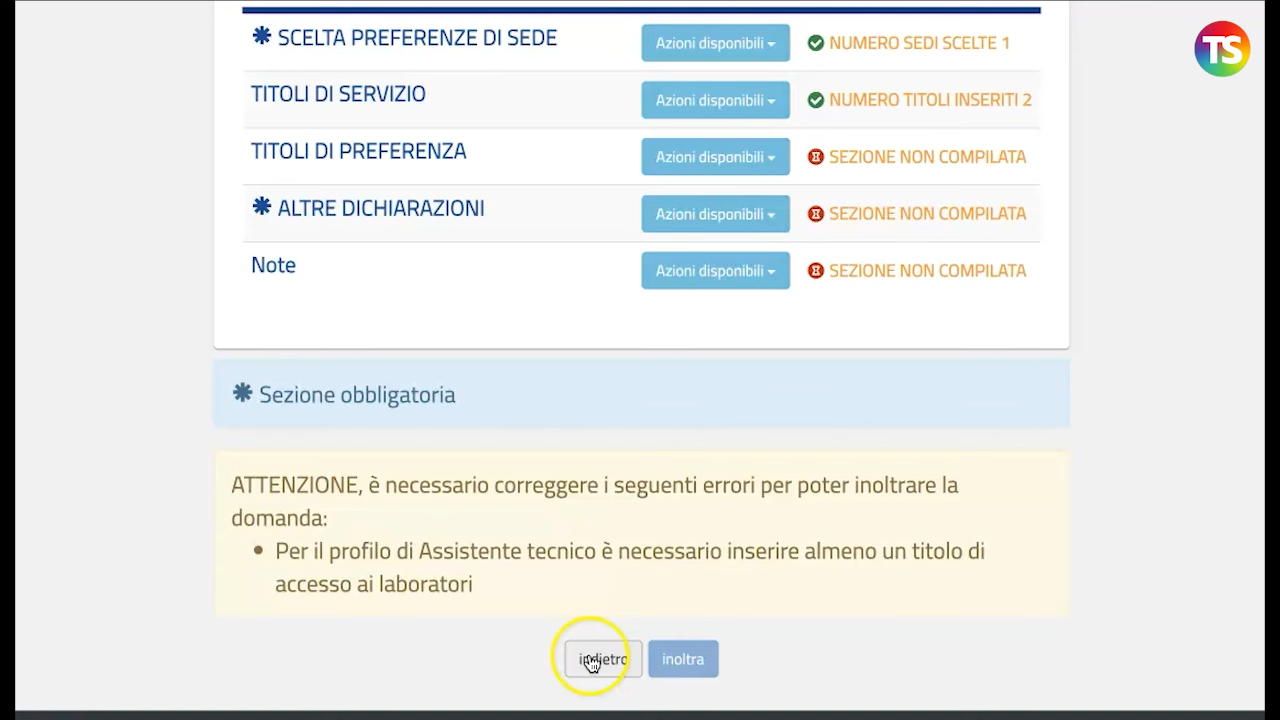 TS
✱ SCELTA PREFERENZE DI SEDE Azioni disponibili NUMERO SEDI SCELTE 1
TITOLI DI SERVIZIO Azioni disponibili NUMERO TITOLI INSERITI 2
TITOLI DI PREFERENZA Azioni disponibili SEZIONE NON COMPILATA
✱ ALTRE DICHIARAZIONI Azioni disponibili SEZIONE NON COMPILATA
Note Azioni disponibili SEZIONE NON COMPILATA
✱ Sezione obbligatoria
ATTENZIONE, è necessario correggere i seguenti errori per poter inoltrare la
domanda:
• Per il profilo di Assistente tecnico è necessario inserire almeno un titolo di
accesso ai laboratori
indietro inoltra